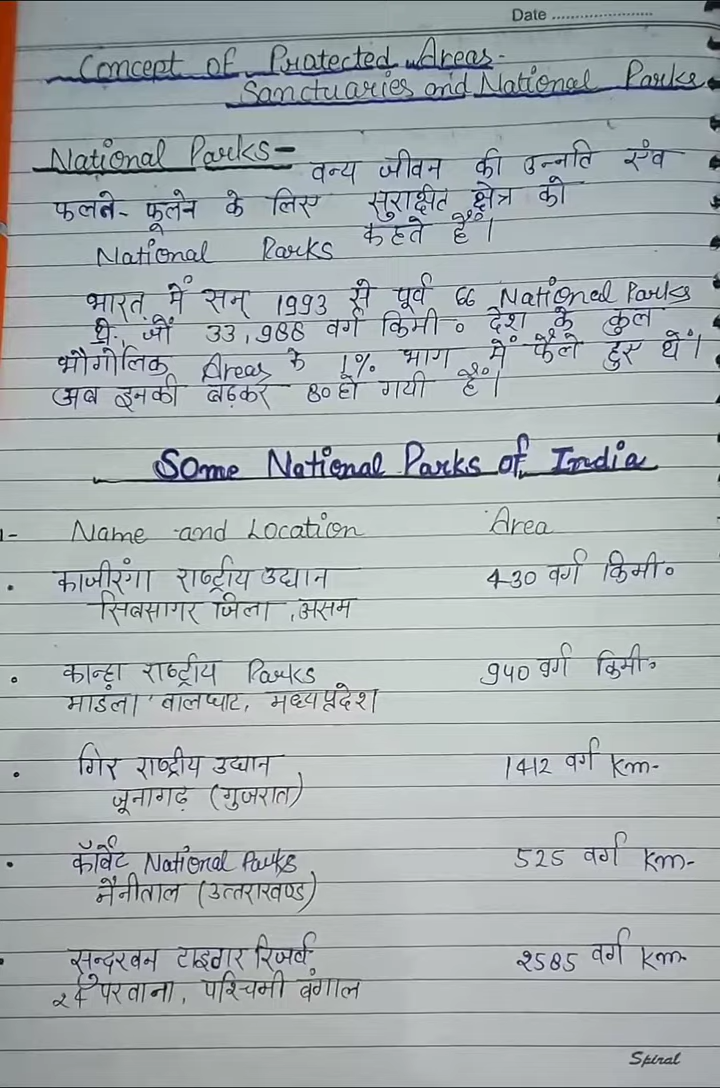 Date
Concept of Protected Areas-
Sanctuaries and National Parks
National Parks- वन्य जीवन की उन्नति एंव
फलने-फूलने के लिए सुराक्षित क्षेत्र को
National Parks कहते हैं।
भारत में सन् 1993 से पूर्व 66 National Parks
थे, जों 33,988 वर्ग किमी० देश के कुल
भौगोलिक Areas के 1% भाग में फैले हुए थें।
अब इनकी बढ़कर 80 हो गयी हैं।
Some National Parks of India
1- Name and Location Area
• काजीरंगा राष्ट्रीय उद्यान 430 वर्ग किमी०
सिबसागर जिला, असम
• कान्हा राष्ट्रीय Parks 940 वर्ग किमी०
माडंला बालघाट, मध्यप्रदेश
• गिर राष्ट्रीय उद्यान 1412 वर्ग Km-
जूनागढ़ (गुजरात)
• कॉर्बेट National Parks 525 वर्ग Km-
नैनीताल (उत्तराखण्ड)
• सुन्दरबन टाइगर रिजर्व 2585 वर्ग Km-
24 परवाना, पश्चिमी बंगाल
Spiral